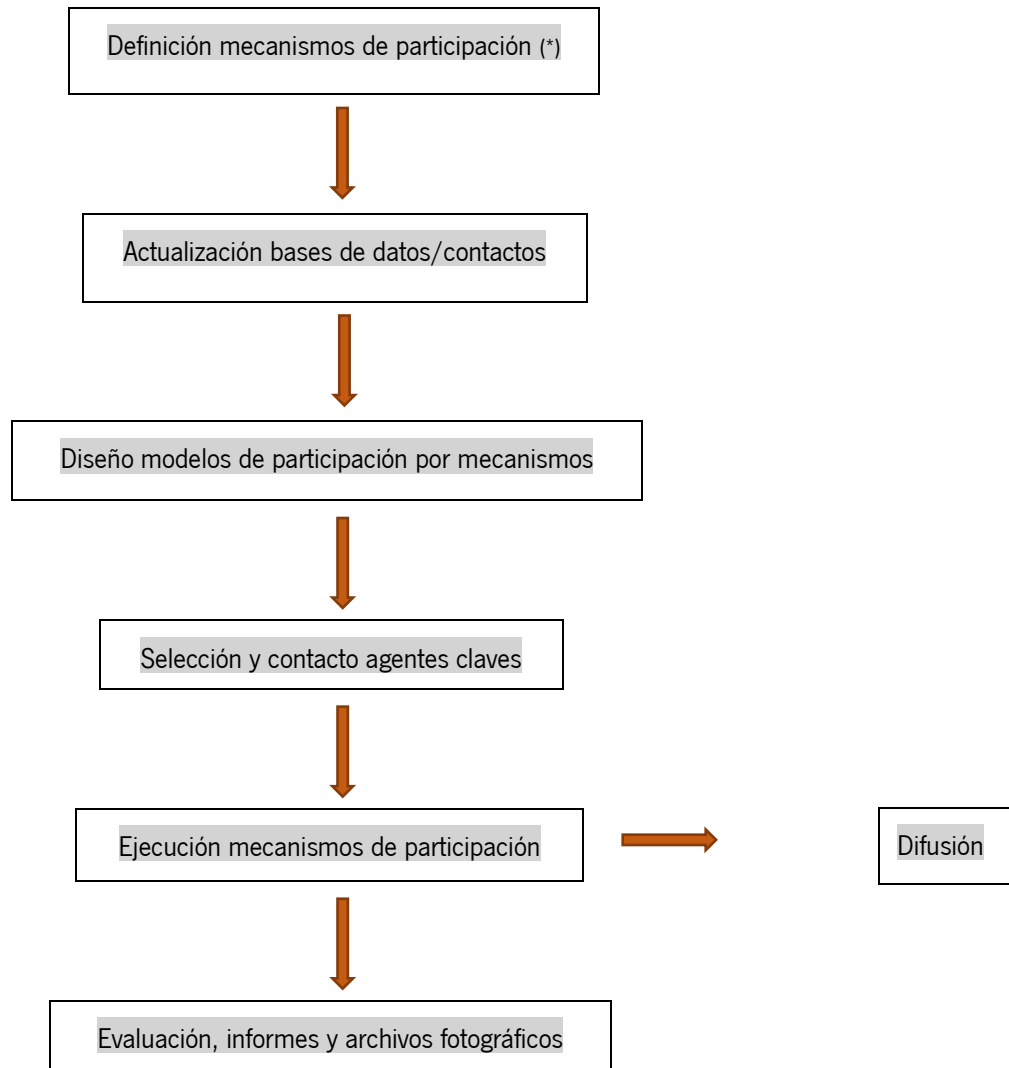 Definición mecanismos de participación (*)
Actualización bases de datos/contactos
Diseño modelos de participación por mecanismos
Selección y contacto agentes claves
Ejecución mecanismos de participación
Difusión
Evaluación, informes y archivos fotográficos